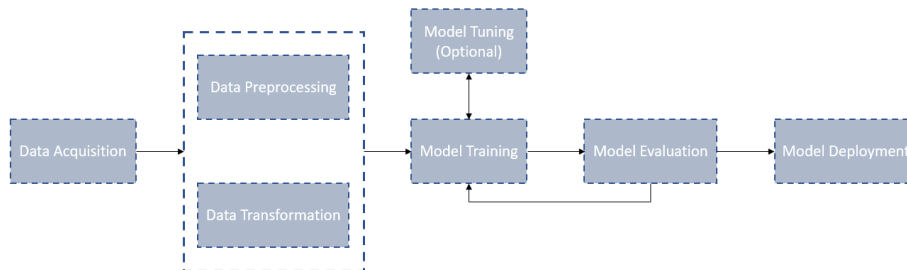 Model Tuning
(Optional)
Data Preprocessing
Data Acquisition
Model Training
Model Evaluation
Model Deployment
Data Transformation